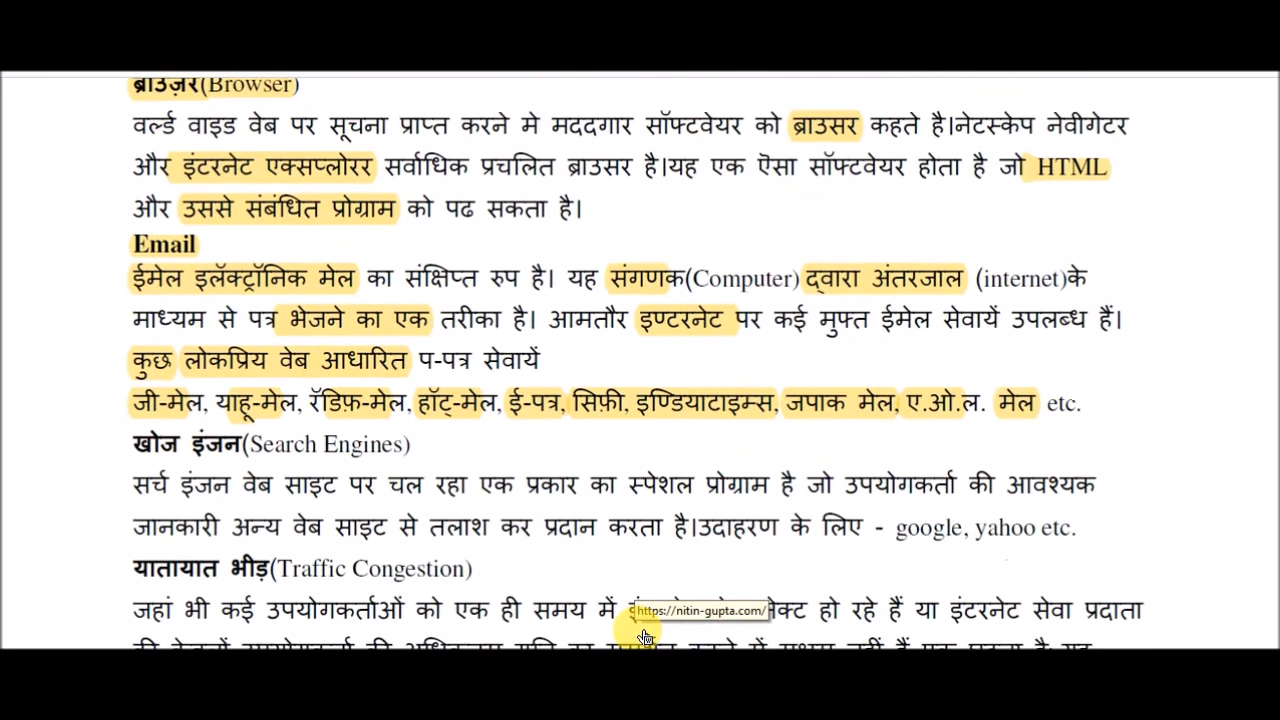 ब्राउज़र(Browser)
वर्ल्ड वाइड वेब पर सूचना प्राप्त करने मे मददगार सॉफ्टवेयर को ब्राउसर कहते है।नेटस्केप नेवीगेटर
और इंटरनेट एक्सप्लोरर सर्वाधिक प्रचलित ब्राउसर है।यह एक ऎसा सॉफ्टवेयर होता है जो HTML
और उससे संबंधित प्रोग्राम को पढ सकता है।
Email
ईमेल इलॅक्ट्रॉनिक मेल का संक्षिप्त रुप है। यह संगणक(Computer) द्वारा अंतरजाल (internet)के
माध्यम से पत्र भेजने का एक तरीका है। आमतौर इण्टरनेट पर कई मुफ्त ईमेल सेवायें उपलब्ध हैं।
कुछ लोकप्रिय वेब आधारित प-पत्र सेवायें
जी-मेल, याहू-मेल, रॅडिफ़-मेल, हॉट्-मेल, ई-पत्र, सिफ़ी, इण्डियाटाइम्स, जपाक मेल, ए.ओ.ल. मेल etc.
खोज इंजन(Search Engines)
सर्च इंजन वेब साइट पर चल रहा एक प्रकार का स्पेशल प्रोग्राम है जो उपयोगकर्ता की आवश्यक
जानकारी अन्य वेब साइट से तलाश कर प्रदान करता है।उदाहरण के लिए - google, yahoo etc.
यातायात भीड़(Traffic Congestion)
जहां भी कई उपयोगकर्ताओं को एक ही समय में https://nitin-gupta.com/ हो रहे हैं या इंटरनेट सेवा प्रदाता